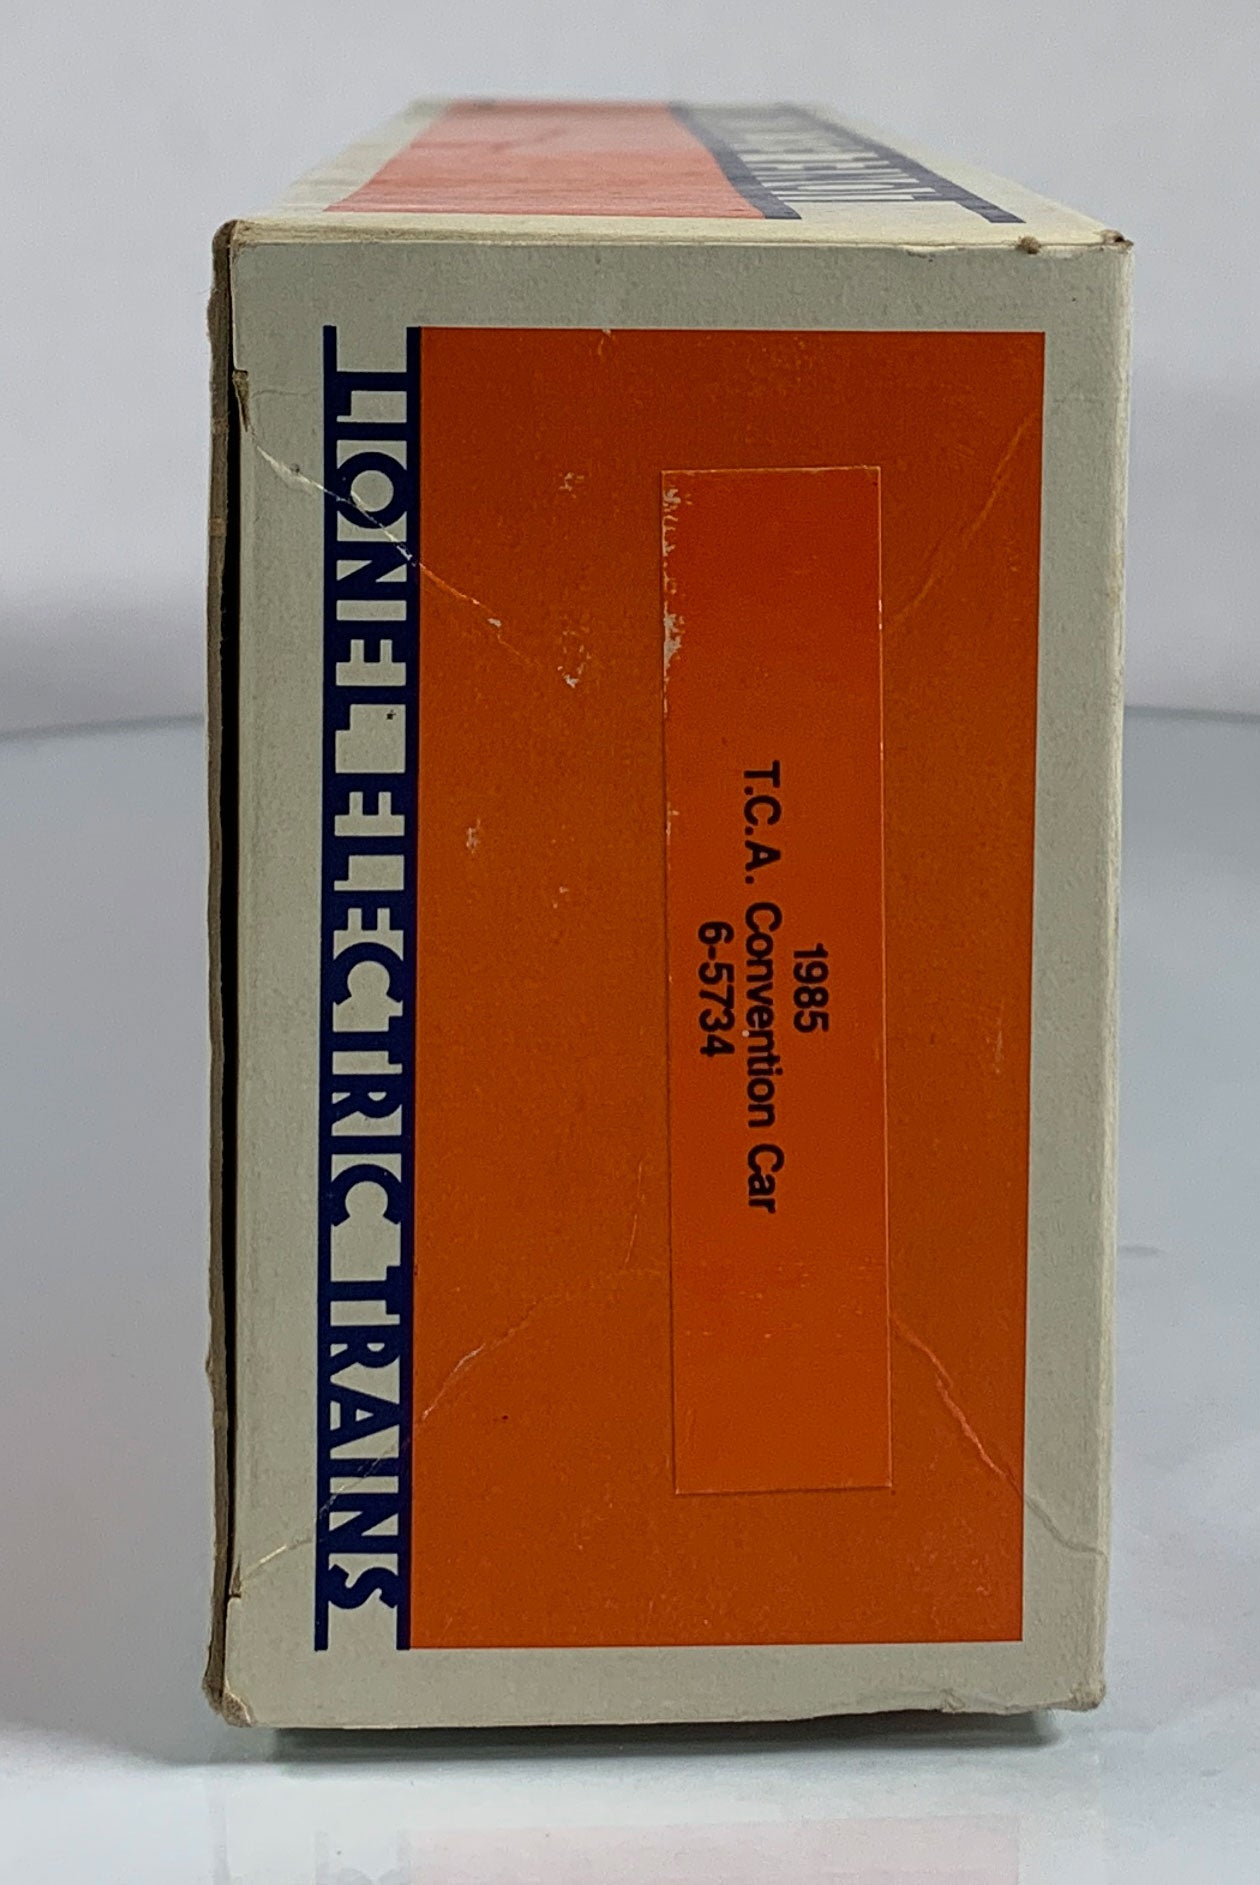 LIONEL ELECTRIC TRAINS
1985
T.C.A. Convention Car
6-5734